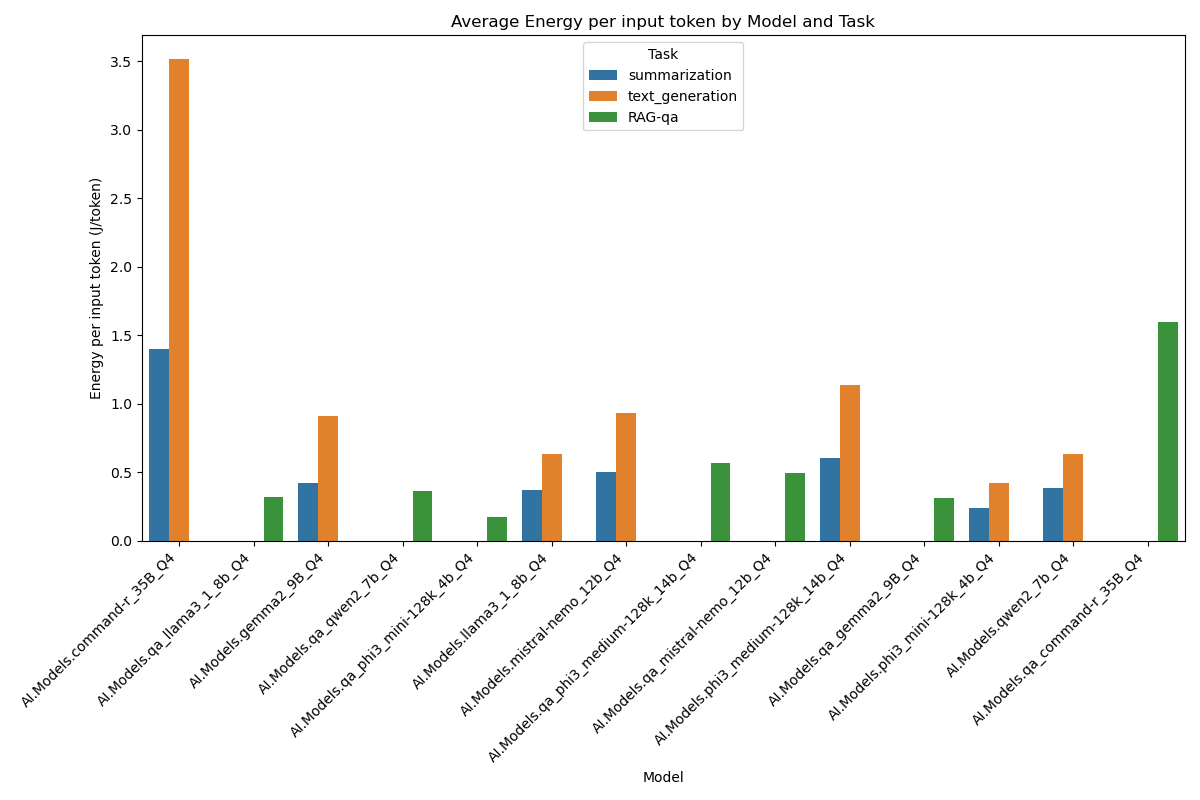 Average Energy per input token by Model and Task
Task
summarization
text_generation
RAG-qa
Energy per input token (J/token)
3.5
3.0
2.5
2.0
1.5
1.0
0.5
0.0
AI.Models.command-r_35B_Q4
AI.Models.qa_llama3_1_8b_Q4
AI.Models.gemma2_9B_Q4
AI.Models.qa_qwen2_7b_Q4
AI.Models.qa_phi3_mini-128k_4b_Q4
AI.Models.llama3_1_8b_Q4
AI.Models.mistral-nemo_12b_Q4
AI.Models.qa_phi3_medium-128k_14b_Q4
AI.Models.qa_mistral-nemo_12b_Q4
AI.Models.phi3_medium-128k_14b_Q4
AI.Models.qa_gemma2_9B_Q4
AI.Models.phi3_mini-128k_4b_Q4
AI.Models.qwen2_7b_Q4
AI.Models.qa_command-r_35B_Q4
Model